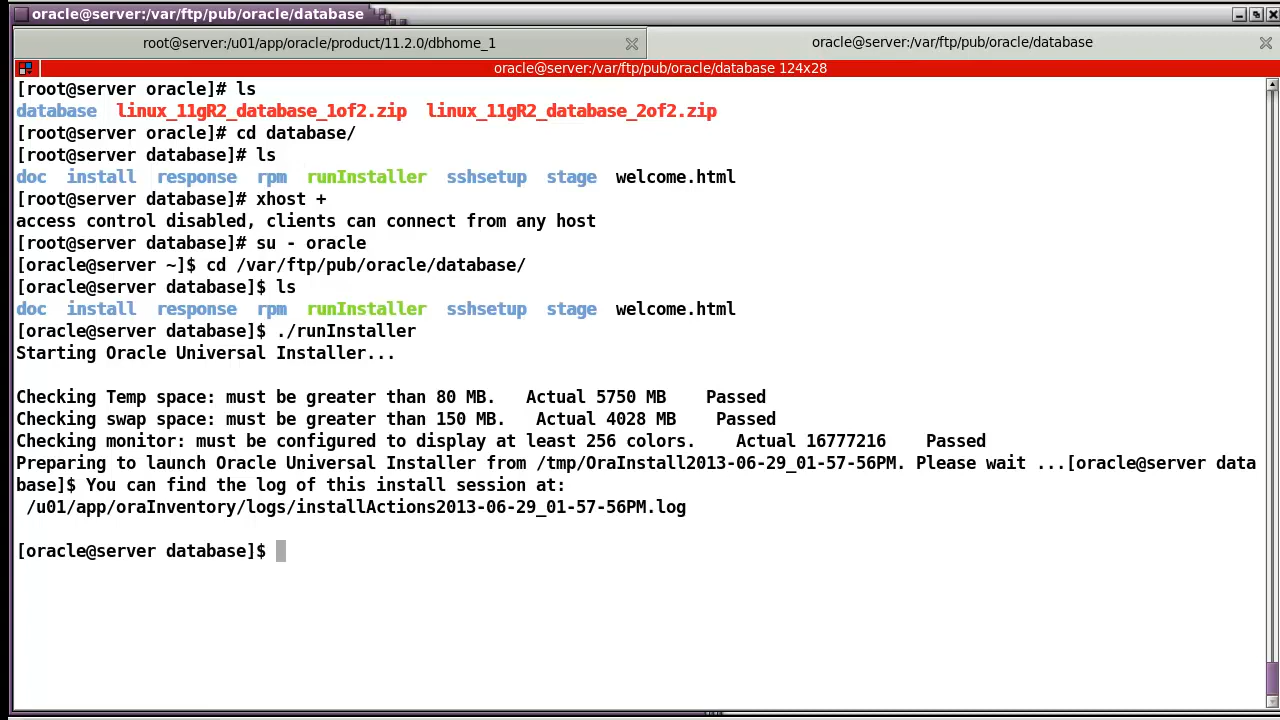 oracle@server:/var/ftp/pub/oracle/database
root@server:/u01/app/oracle/product/11.2.0/dbhome_1
oracle@server:/var/ftp/pub/oracle/database
oracle@server:/var/ftp/pub/oracle/database 124x28
[root@server oracle]# ls
database  linux_11gR2_database_1of2.zip  linux_11gR2_database_2of2.zip
[root@server oracle]# cd database/
[root@server database]# ls
doc  install  response  rpm  runInstaller  sshsetup  stage  welcome.html
[root@server database]# xhost +
access control disabled, clients can connect from any host
[root@server database]# su - oracle
[oracle@server ~]$ cd /var/ftp/pub/oracle/database/
[oracle@server database]$ ls
doc  install  response  rpm  runInstaller  sshsetup  stage  welcome.html
[oracle@server database]$ ./runInstaller
Starting Oracle Universal Installer...
Checking Temp space: must be greater than 80 MB.   Actual 5750 MB    Passed
Checking swap space: must be greater than 150 MB.   Actual 4028 MB    Passed
Checking monitor: must be configured to display at least 256 colors.    Actual 16777216    Passed
Preparing to launch Oracle Universal Installer from /tmp/OraInstall2013-06-29_01-57-56PM. Please wait ...[oracle@server data
base]$ You can find the log of this install session at:
 /u01/app/oraInventory/logs/installActions2013-06-29_01-57-56PM.log
[oracle@server database]$